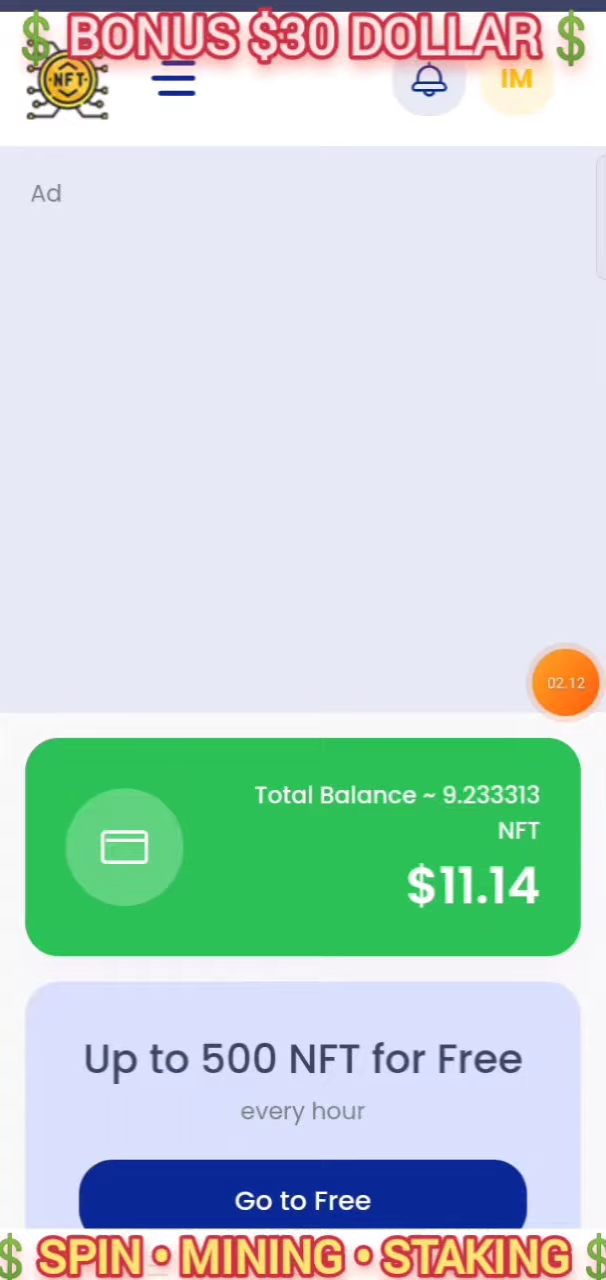 $ BONUS $30 DOLLAR $
NFT
IM
Ad
02.12
Total Balance ~ 9.233313
NFT
$11.14
Up to 500 NFT for Free
every hour
Go to Free
$ SPIN • MINING • STAKING $